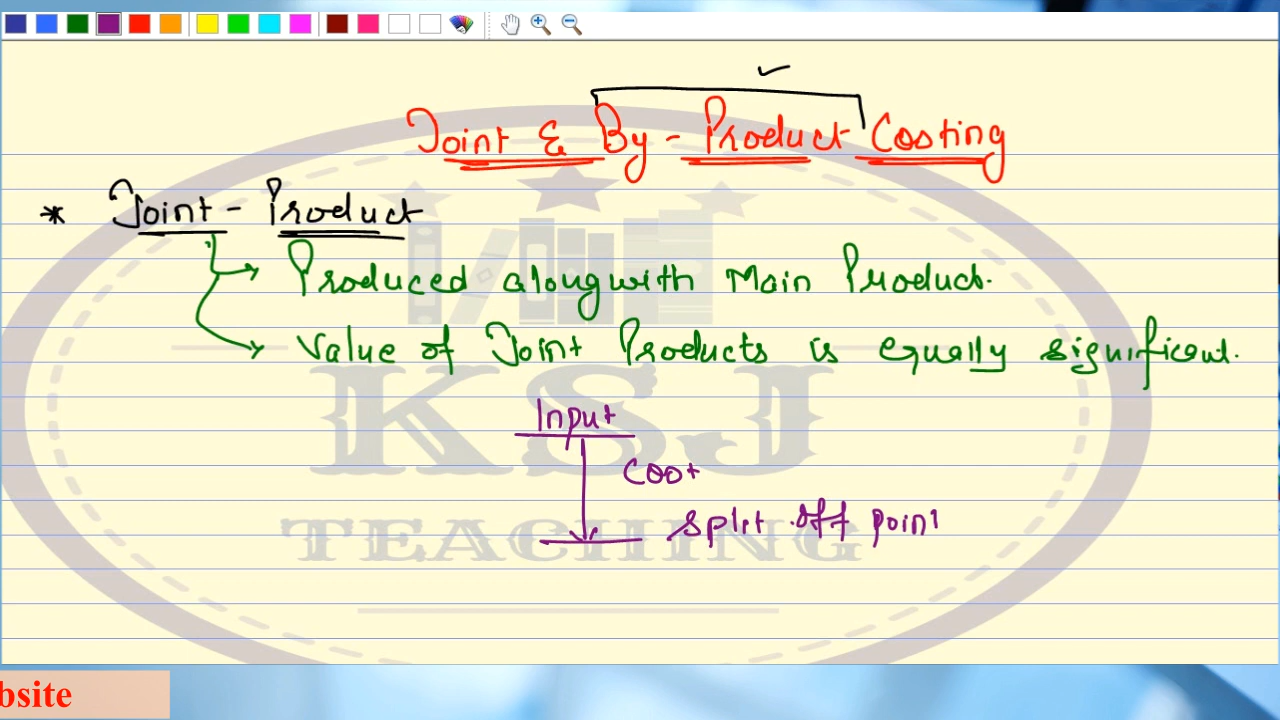 Joint & By-Product Costing
* Joint-Product
Produced alongwith Main Product.
Value of Joint Products is equally significant.
Input
Cost
Split off point
KSJ
TEACHING
bsite